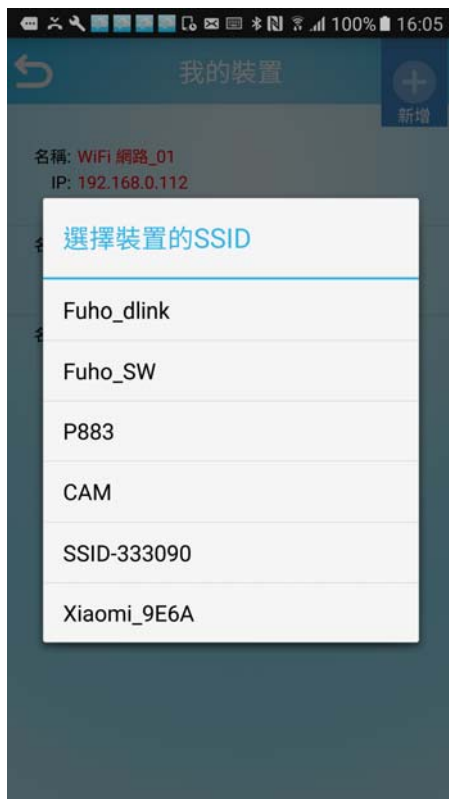 100% 16:05
我的裝置
新增
名稱: WiFi 網路_01
IP: 192.168.0.112
選擇裝置的SSID
Fuho_dlink
Fuho_SW
P883
CAM
SSID-333090
Xiaomi_9E6A